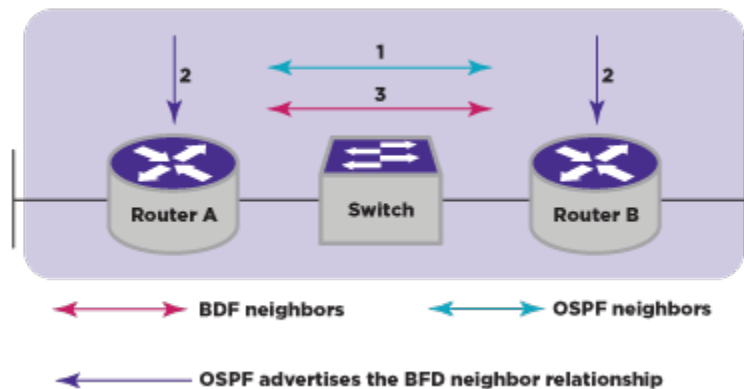 1
2
2
3
Router A
Switch
Router B
BDF neighbors
OSPF neighbors
OSPF advertises the BFD neighbor relationship